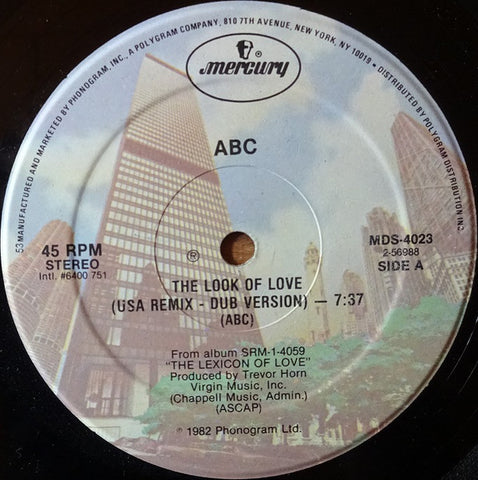 53 MANUFACTURED AND MARKETED BY PHONOGRAM, INC., A POLYGRAM COMPANY, 810 7TH AVENUE, NEW YORK, NY 10019 • DISTRIBUTED BY POLYGRAM DISTRIBUTION INC.
mercury ®
ABC
45 RPM
STEREO
Intl. #6400 751
MDS-4023
2-56988
SIDE A
℗
THE LOOK OF LOVE
(USA REMIX - DUB VERSION) — 7:37
(ABC)
From album SRM-1-4059
"THE LEXICON OF LOVE"
Produced by Trevor Horn
Virgin Music, Inc.
(Chappell Music, Admin.)
(ASCAP)
℗ 1982 Phonogram Ltd.